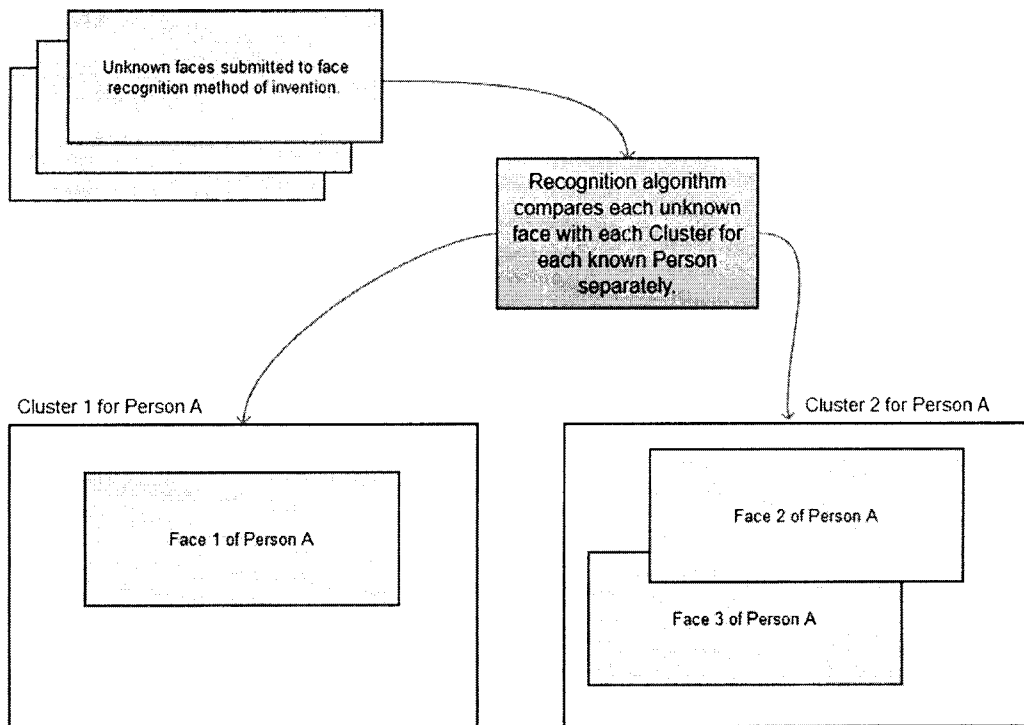 Unknown faces submitted to face
recognition method of invention.
Recognition algorithm
compares each unknown
face with each Cluster for
each known Person
separately.
Cluster 1 for Person A
Cluster 2 for Person A
Face 1 of Person A
Face 2 of Person A
Face 3 of Person A